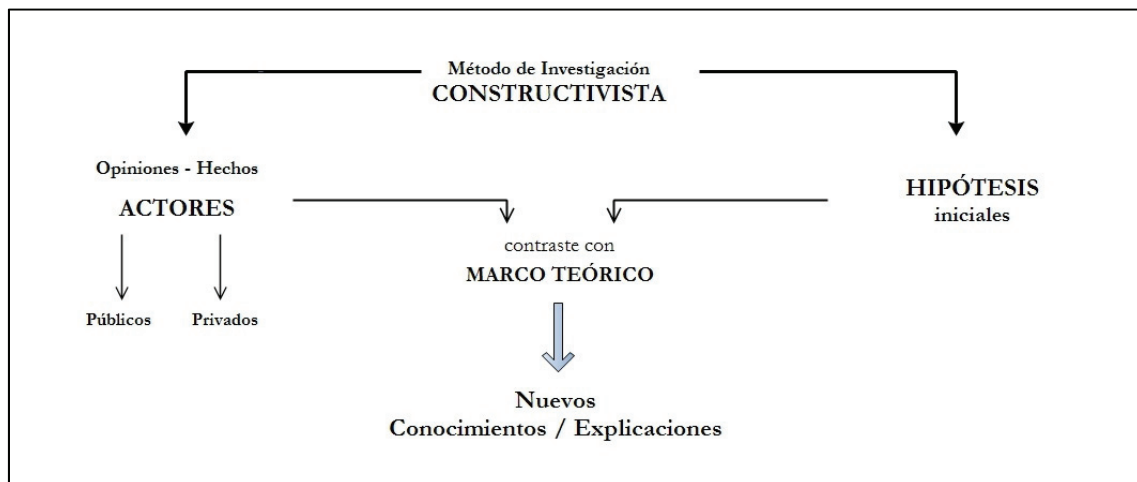 Método de Investigación
CONSTRUCTIVISTA
Opiniones - Hechos
ACTORES
HIPÓTESIS
iniciales
contraste con
MARCO TEÓRICO
Públicos
Privados
Nuevos
Conocimientos / Explicaciones